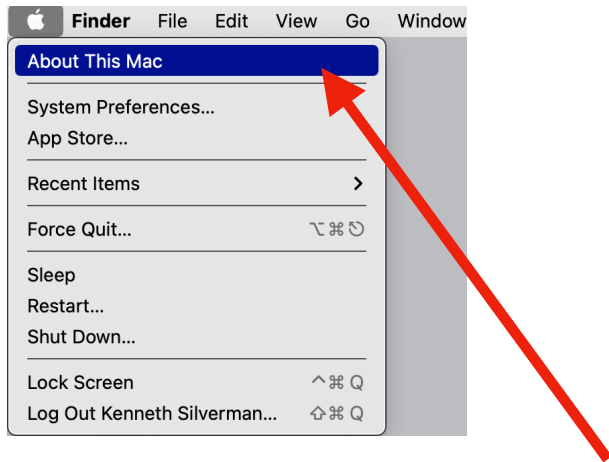 Finder File Edit View Go Window
About This Mac
System Preferences...
App Store...
Recent Items
Force Quit... ⌥⌘⎋
Sleep
Restart...
Shut Down...
Lock Screen ^⌘Q
Log Out Kenneth Silverman... ⇧⌘Q